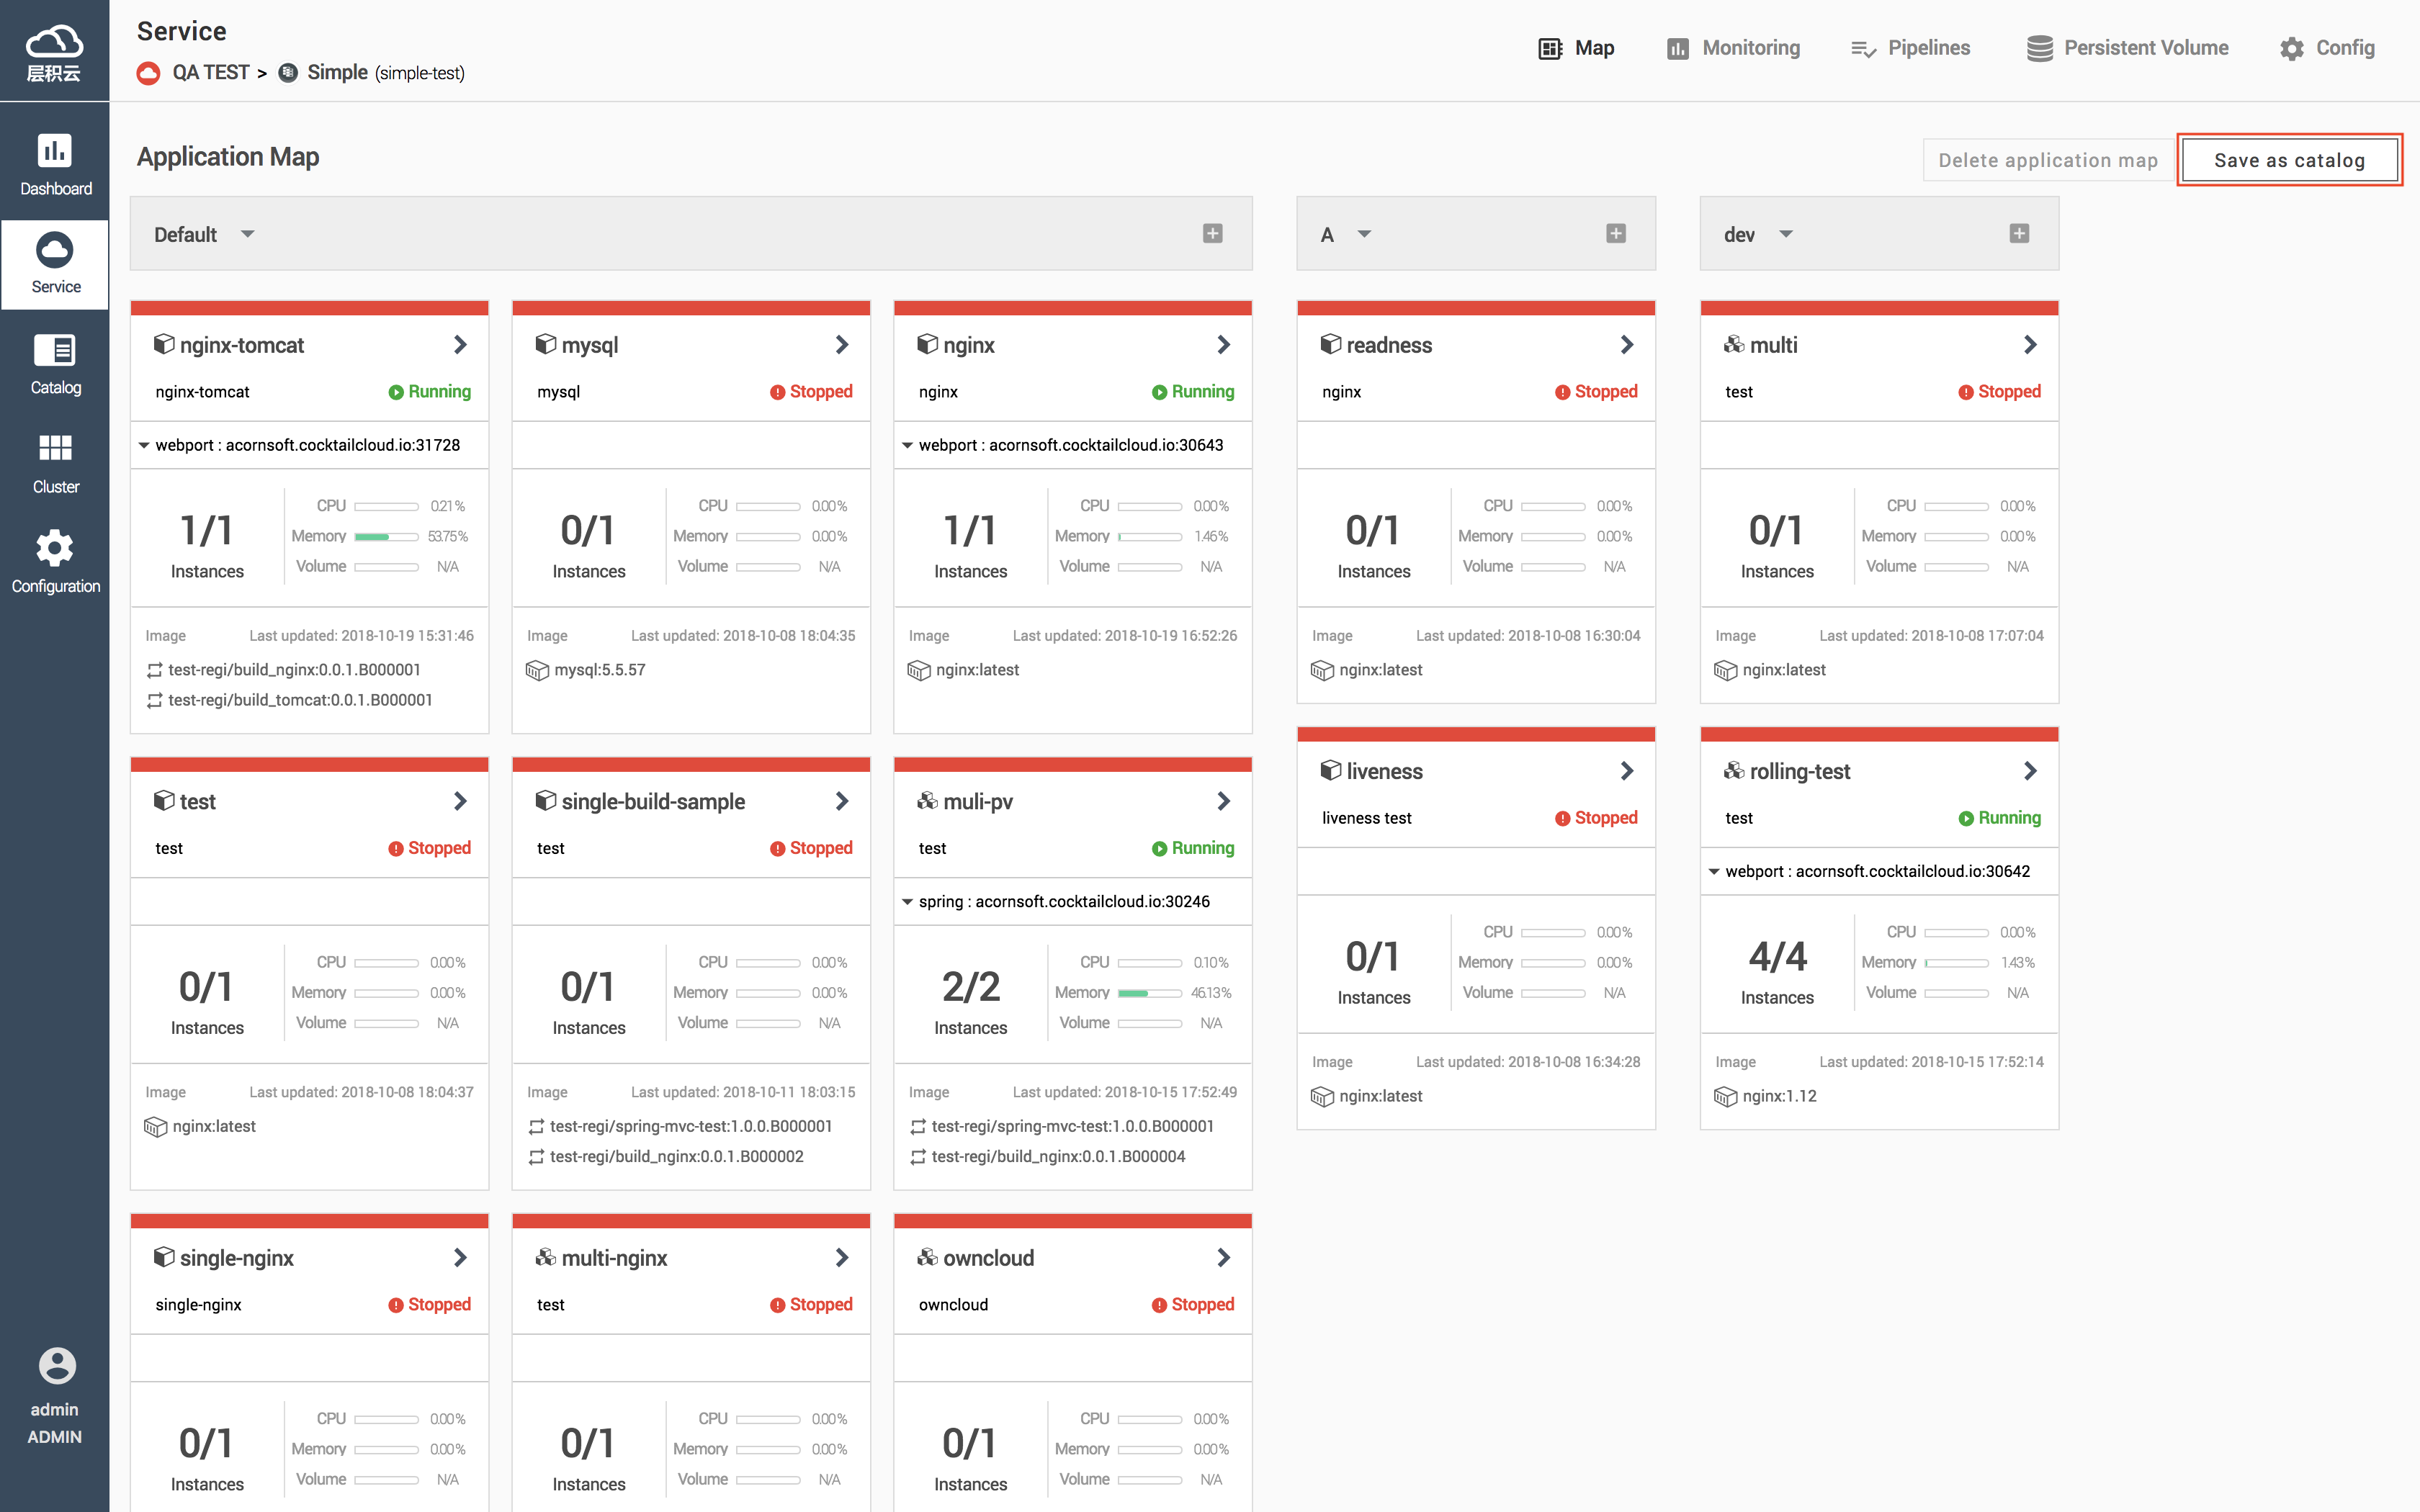 层积云
Service
QA TEST > Simple (simple-test)
Map
Monitoring
Pipelines
Persistent Volume
Config
Dashboard
Service
Catalog
Cluster
Configuration
admin
ADMIN
Application Map
Delete application map
Save as catalog
Default
A
dev
nginx-tomcat
nginx-tomcat Running
webport : acornsoft.cocktailcloud.io:31728
1/1
Instances
CPU 0.21%
Memory 53.75%
Volume N/A
Image Last updated: 2018-10-19 15:31:46
test-regi/build_nginx:0.0.1.B000001
test-regi/build_tomcat:0.0.1.B000001
mysql
mysql Stopped
0/1
Instances
CPU 0.00%
Memory 0.00%
Volume N/A
Image Last updated: 2018-10-08 18:04:35
mysql:5.5.57
nginx
nginx Running
webport : acornsoft.cocktailcloud.io:30643
1/1
Instances
CPU 0.00%
Memory 1.46%
Volume N/A
Image Last updated: 2018-10-19 16:52:26
nginx:latest
readness
nginx Stopped
0/1
Instances
CPU 0.00%
Memory 0.00%
Volume N/A
Image Last updated: 2018-10-08 16:30:04
nginx:latest
multi
test Stopped
0/1
Instances
CPU 0.00%
Memory 0.00%
Volume N/A
Image Last updated: 2018-10-08 17:07:04
nginx:latest
test
test Stopped
0/1
Instances
CPU 0.00%
Memory 0.00%
Volume N/A
Image Last updated: 2018-10-08 18:04:37
nginx:latest
single-build-sample
test Stopped
0/1
Instances
CPU 0.00%
Memory 0.00%
Volume N/A
Image Last updated: 2018-10-11 18:03:15
test-regi/spring-mvc-test:1.0.0.B000001
test-regi/build_nginx:0.0.1.B000002
muli-pv
test Running
spring : acornsoft.cocktailcloud.io:30246
2/2
Instances
CPU 0.10%
Memory 46.13%
Volume N/A
Image Last updated: 2018-10-15 17:52:49
test-regi/spring-mvc-test:1.0.0.B000001
test-regi/build_nginx:0.0.1.B000004
liveness
liveness test Stopped
0/1
Instances
CPU 0.00%
Memory 0.00%
Volume N/A
Image Last updated: 2018-10-08 16:34:28
nginx:latest
rolling-test
test Running
webport : acornsoft.cocktailcloud.io:30642
4/4
Instances
CPU 0.00%
Memory 1.43%
Volume N/A
Image Last updated: 2018-10-15 17:52:14
nginx:1.12
single-nginx
single-nginx Stopped
0/1
Instances
CPU 0.00%
Memory 0.00%
Volume N/A
multi-nginx
test Stopped
0/1
Instances
CPU 0.00%
Memory 0.00%
Volume N/A
owncloud
owncloud Stopped
0/1
Instances
CPU 0.00%
Memory 0.00%
Volume N/A